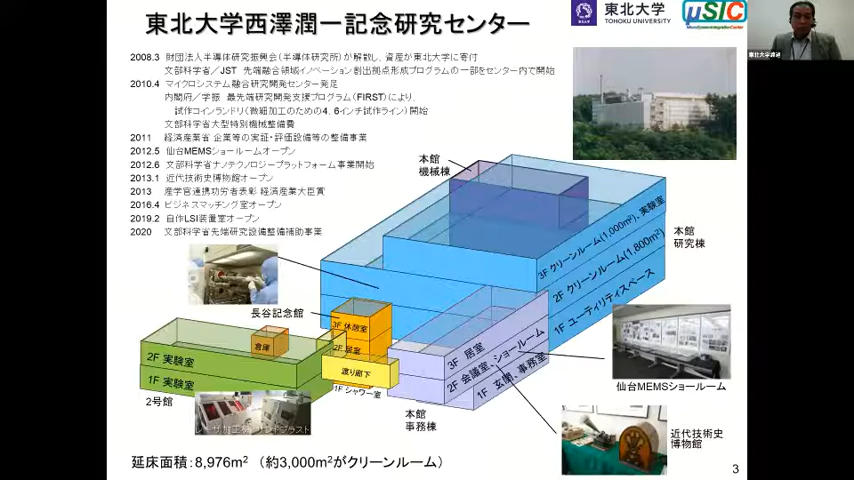 東北大学西澤潤一記念研究センター
東北大学
TOHOKU UNIVERSITY
μSIC
2008.3 財団法人半導体研究振興会(半導体研究所)が解散し、資産が東北大学に寄付
文部科学省/JST 先端融合領域イノベーション創出拠点形成プログラムの一部をセンター内で開始
2010.4 マイクロシステム融合研究開発センター発足
内閣府/学振 最先端研究開発支援プログラム(FIRST)により、
試作コインランドリ(微細加工のための4、6インチ試作ライン)開始
文部科学省大型特別機械整備費
2011 経済産業省 企業等の実証・評価設備等の整備事業
2012.5 仙台MEMSショールームオープン
2012.6 文部科学省ナノテクノロジープラットフォーム事業開始
2013.1 近代技術史博物館オープン
2013 産学官連携功労者表彰 経済産業大臣賞
2016.4 ビジネスマッチング室オープン
2019.2 自作LSI装置室オープン
2020 文部科学省先端研究設備整備補助事業
本館
機械棟
3F クリーンルーム(1,000m²)、実験室
2F クリーンルーム(1,800m²)
1F ユーティリティスペース
本館
研究棟
長谷記念館
3F 休憩室
2F 居室
1F シャワー室
渡り廊下
倉庫
2F 実験室
1F 実験室
2号館
3F 居室
2F 会議室、ショールーム
1F 玄関、事務室
本館
事務棟
仙台MEMSショールーム
近代技術史
博物館
延床面積:8,976m² (約3,000m²がクリーンルーム)
3